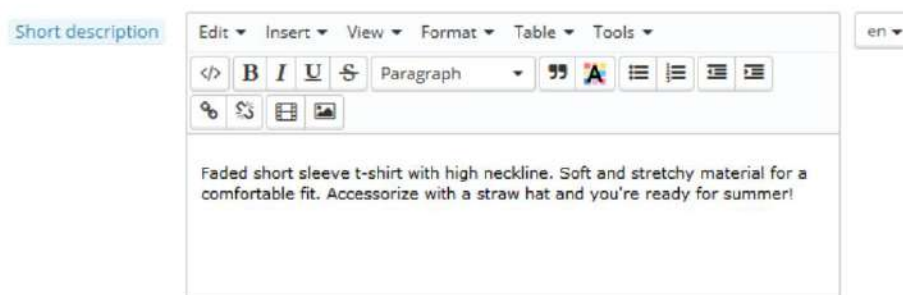 Short description
Edit Insert View Format Table Tools
en
</> B I U S Paragraph ❞ A
Faded short sleeve t-shirt with high neckline. Soft and stretchy material for a
comfortable fit. Accessorize with a straw hat and you're ready for summer!